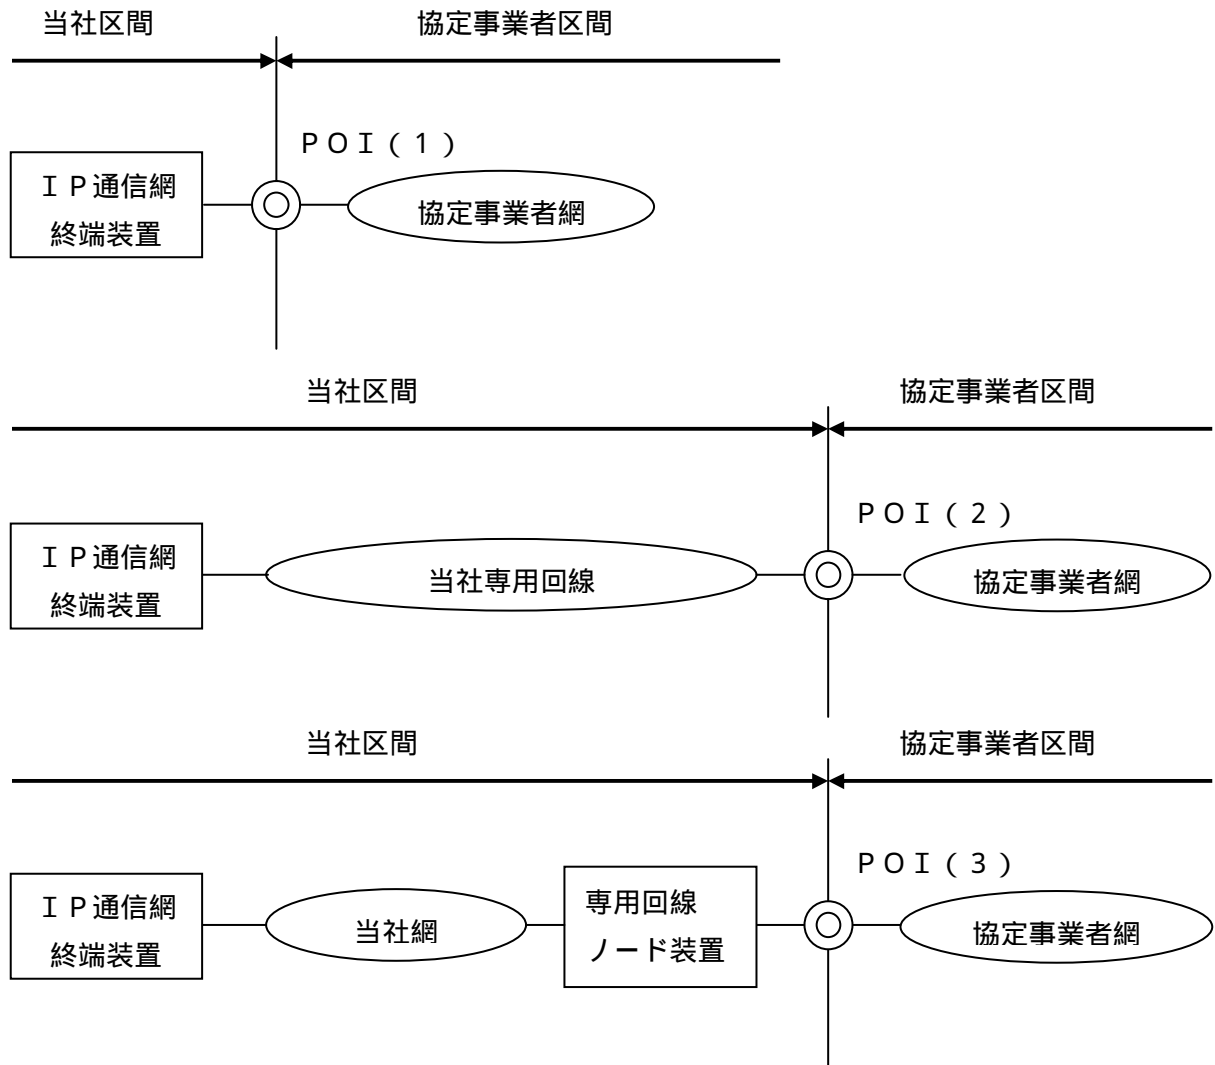 当社区間
協定事業者区間
ＰＯＩ(１)
ＩＰ通信網
終端装置
協定事業者網
当社区間
協定事業者区間
ＰＯＩ(２)
ＩＰ通信網
終端装置
当社専用回線
協定事業者網
当社区間
協定事業者区間
ＰＯＩ(３)
ＩＰ通信網
終端装置
当社網
専用回線
ノード装置
協定事業者網